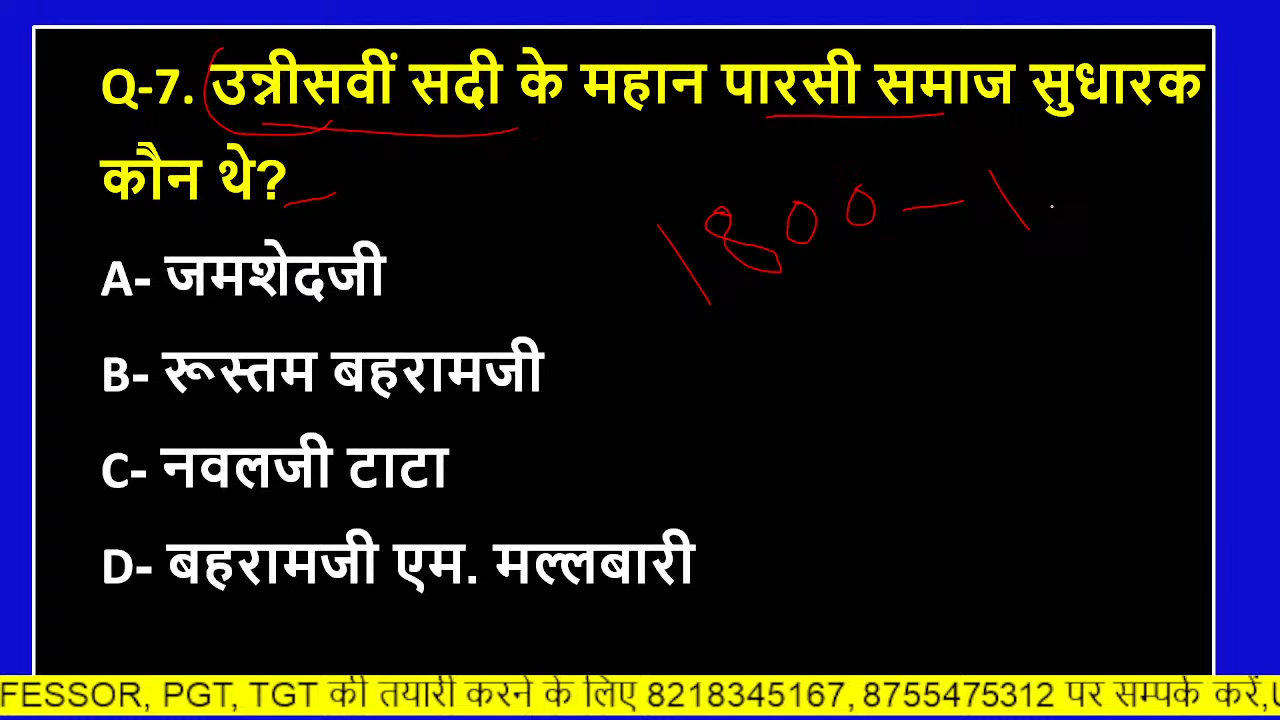 Q-7. उन्नीसवीं सदी के महान पारसी समाज सुधारक
कौन थे?
1800-1
A- जमशेदजी
B- रूस्तम बहरामजी
C- नवलजी टाटा
D- बहरामजी एम. मल्लबारी
FESSOR, PGT, TGT की तयारी करने के लिए 8218345167, 8755475312 पर सम्पर्क करें,